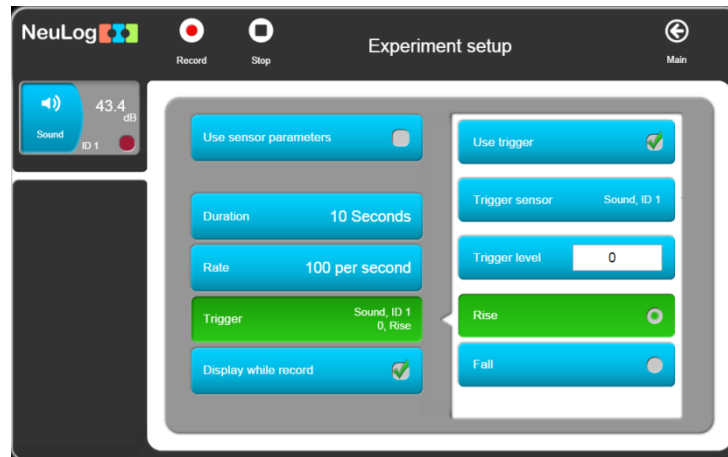 NeuLog
Record
Stop
Experiment setup
Main
43.4
dB
Sound
ID 1
Use sensor parameters
Duration 10 Seconds
Rate 100 per second
Trigger Sound, ID 1
0, Rise
Display while record
Use trigger
Trigger sensor Sound, ID 1
Trigger level 0
Rise
Fall